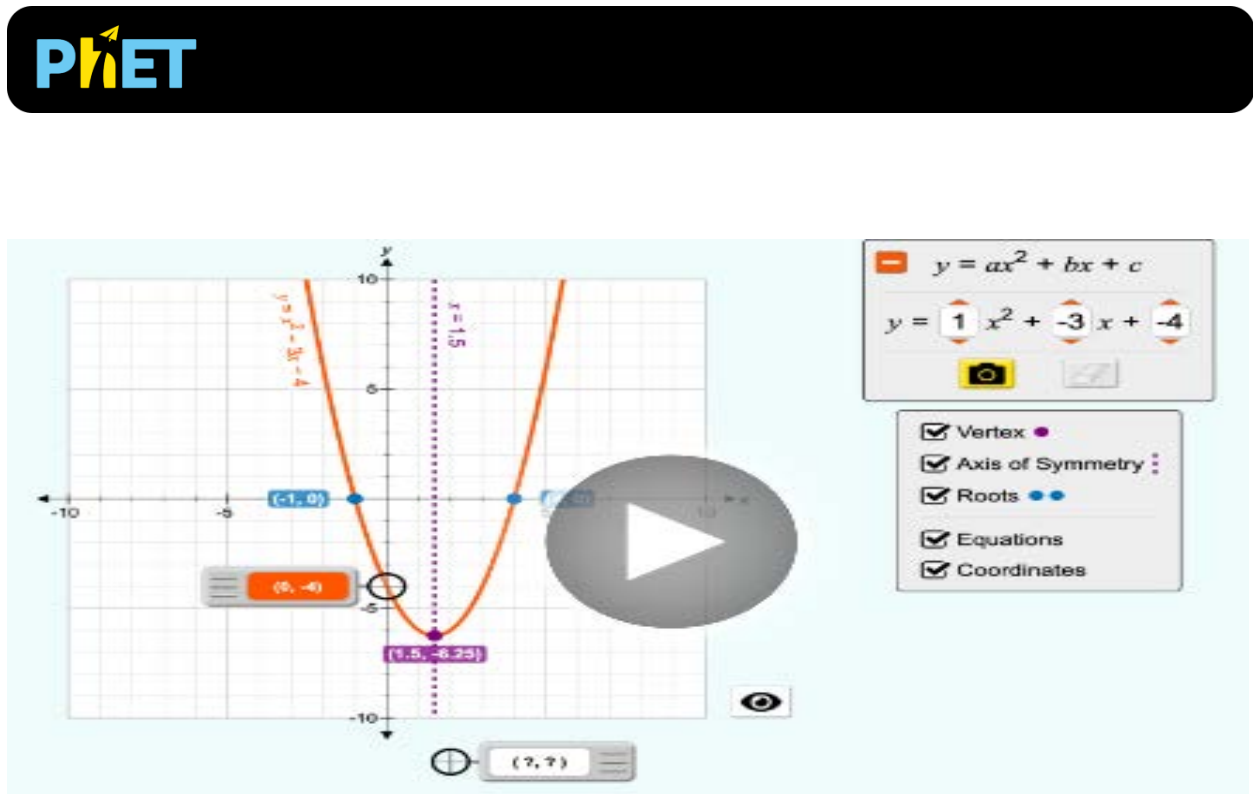 PhET
y
10
y = x² − 3x − 4
x = 1.5
5
(-1, 0)
-10
-5
10
x
(0, -4)
-5
(1.5, -6.25)
-10
(?, ?)
y = ax² + bx + c
y = 1 x² + -3 x + -4
Vertex
Axis of Symmetry
Roots
Equations
Coordinates